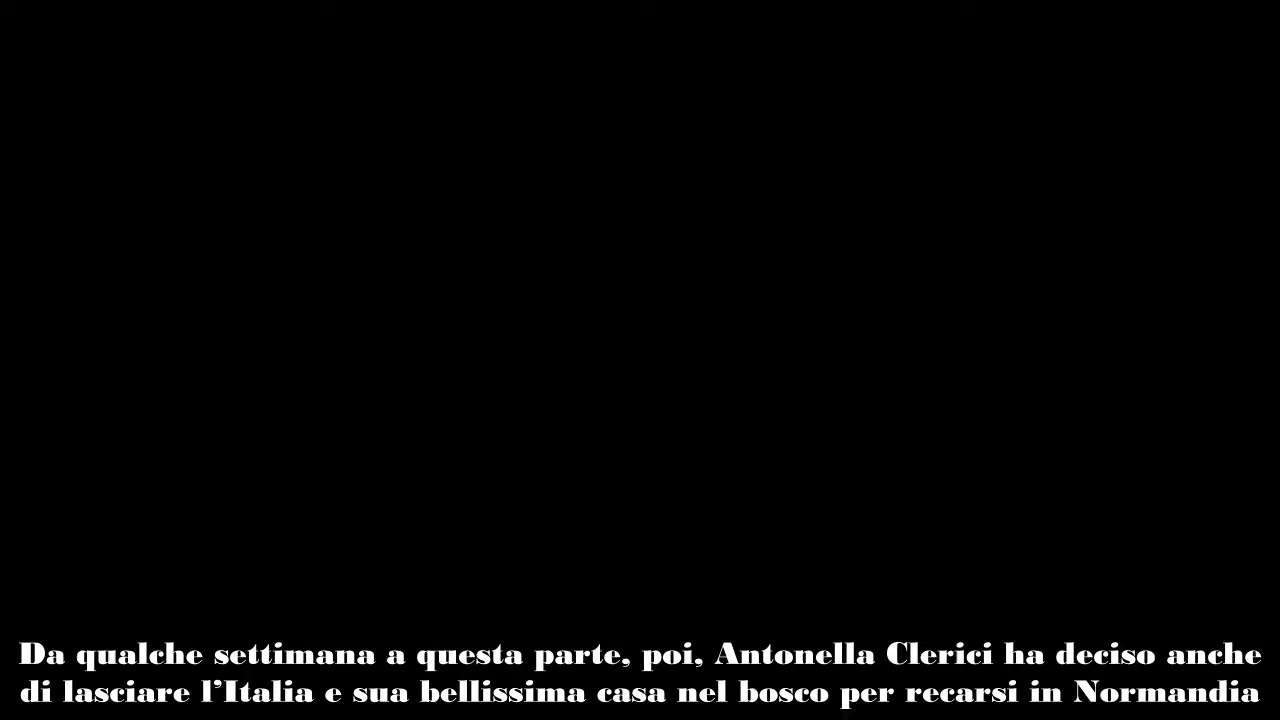 Da qualche settimana a questa parte, poi, Antonella Clerici ha deciso anche
di lasciare l’Italia e sua bellissima casa nel bosco per recarsi in Normandia